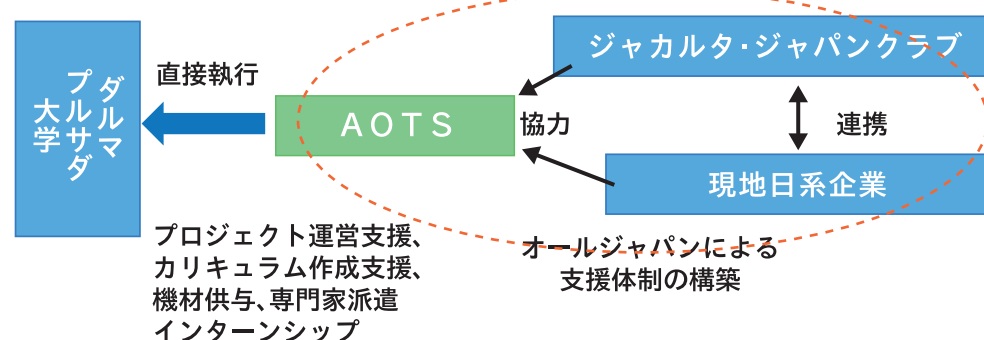 ダルマ
プルサダ
大学
直接執行
AOTS
協力
ジャカルタ・ジャパンクラブ
連携
現地日系企業
プロジェクト運営支援、
カリキュラム作成支援、
機材供与、専門家派遣
インターンシップ
オールジャパンによる
支援体制の構築